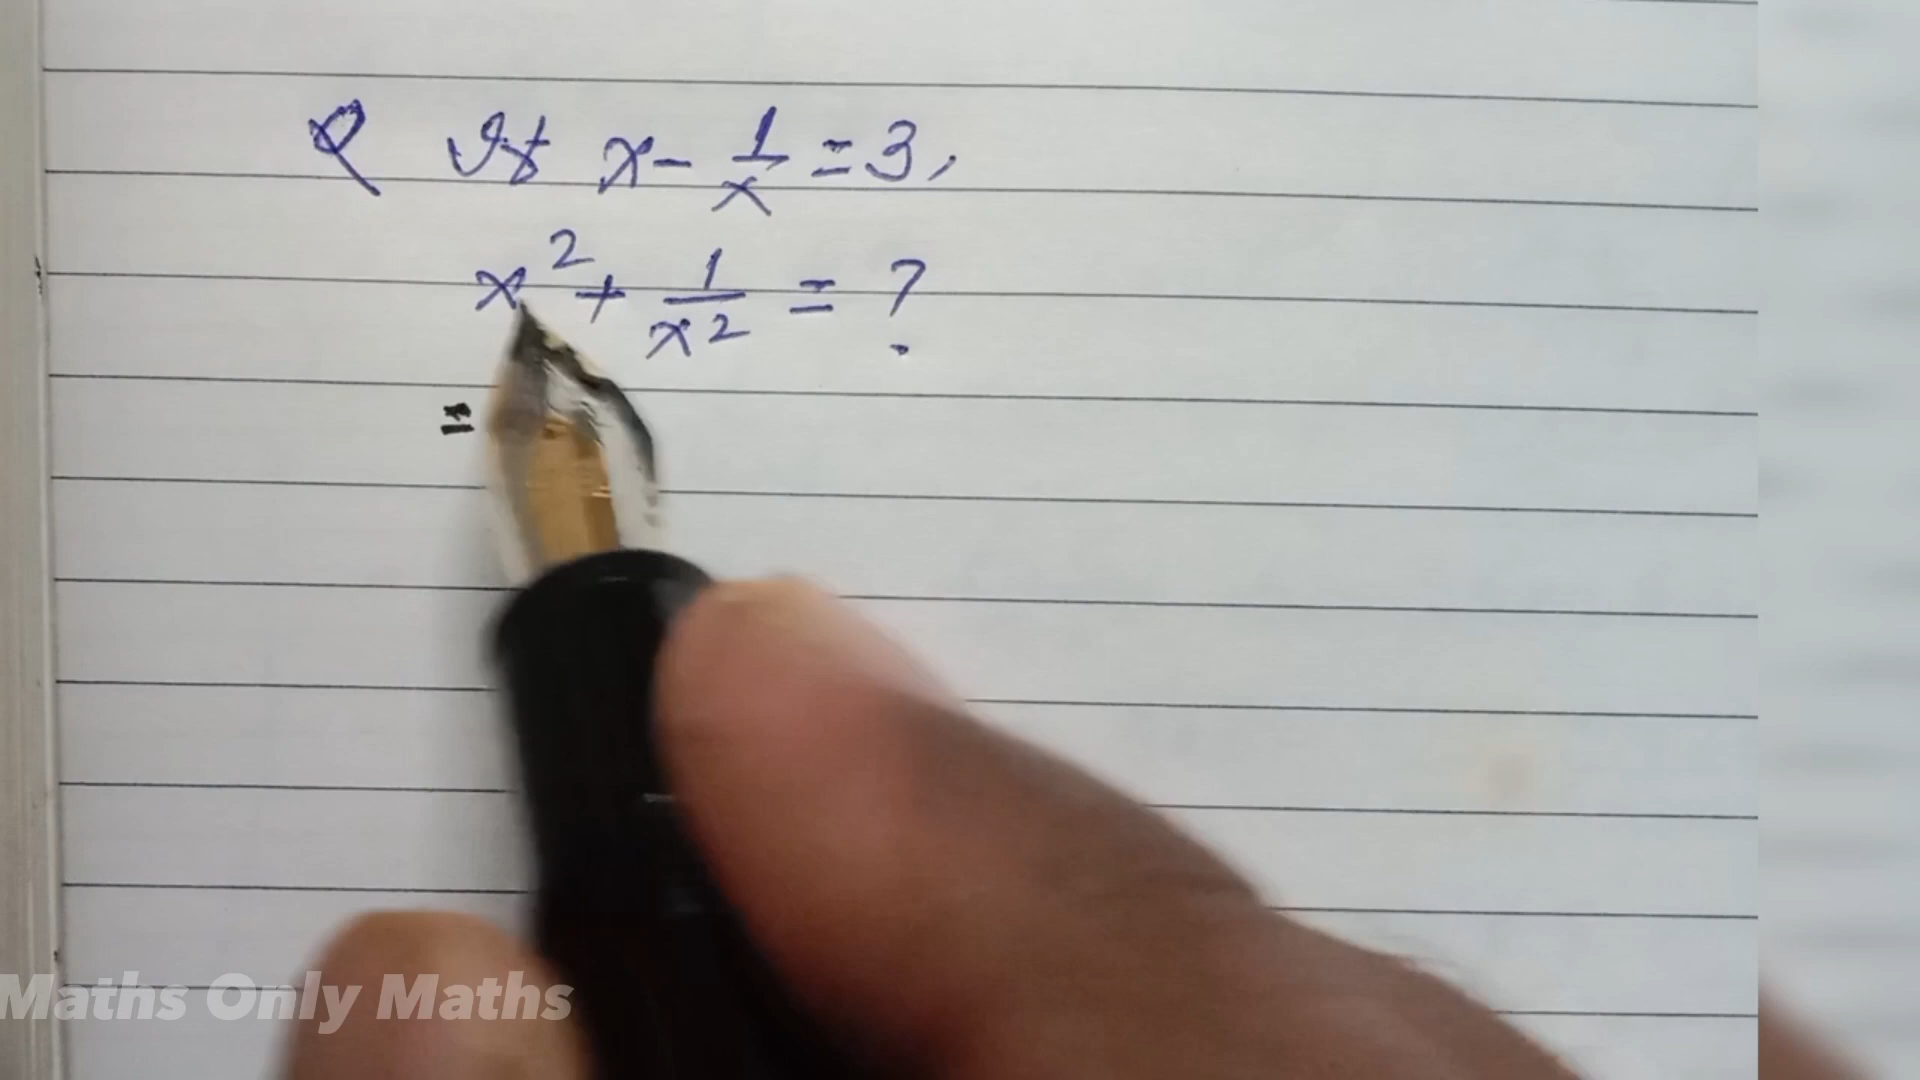 Q If x - 1/x = 3,
x² + 1/x² = ?
=
Maths Only Maths